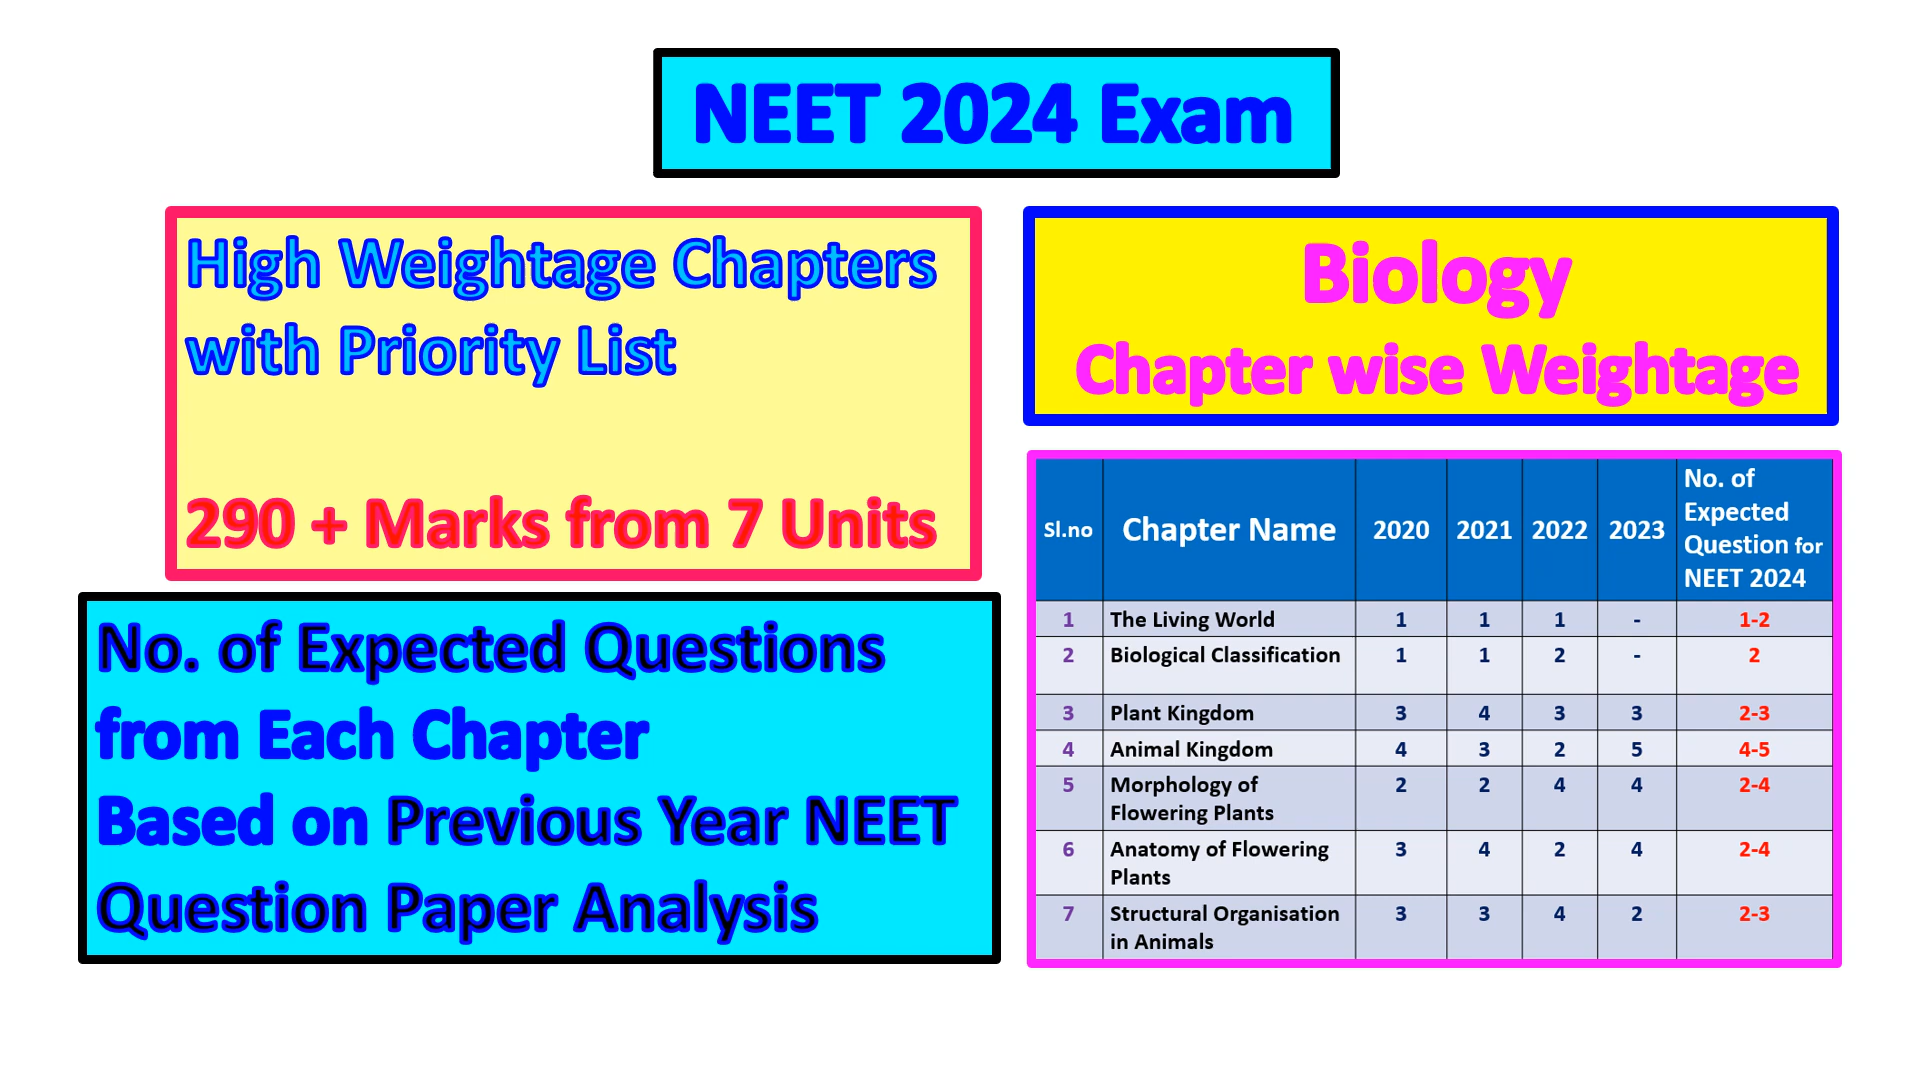 NEET 2024 Exam
High Weightage Chapters
with Priority List
290 + Marks from 7 Units
No. of Expected Questions
from Each Chapter
Based on Previous Year NEET
Question Paper Analysis
Biology
Chapter wise Weightage
Sl.no Chapter Name 2020 2021 2022 2023 No. of
Expected
Question for
NEET 2024
1 The Living World 1 1 1 - 1-2
2 Biological Classification 1 1 2 - 2
3 Plant Kingdom 3 4 3 3 2-3
4 Animal Kingdom 4 3 2 5 4-5
5 Morphology of 2 2 4 4 2-4
Flowering Plants
6 Anatomy of Flowering 3 4 2 4 2-4
Plants
7 Structural Organisation 3 3 4 2 2-3
in Animals